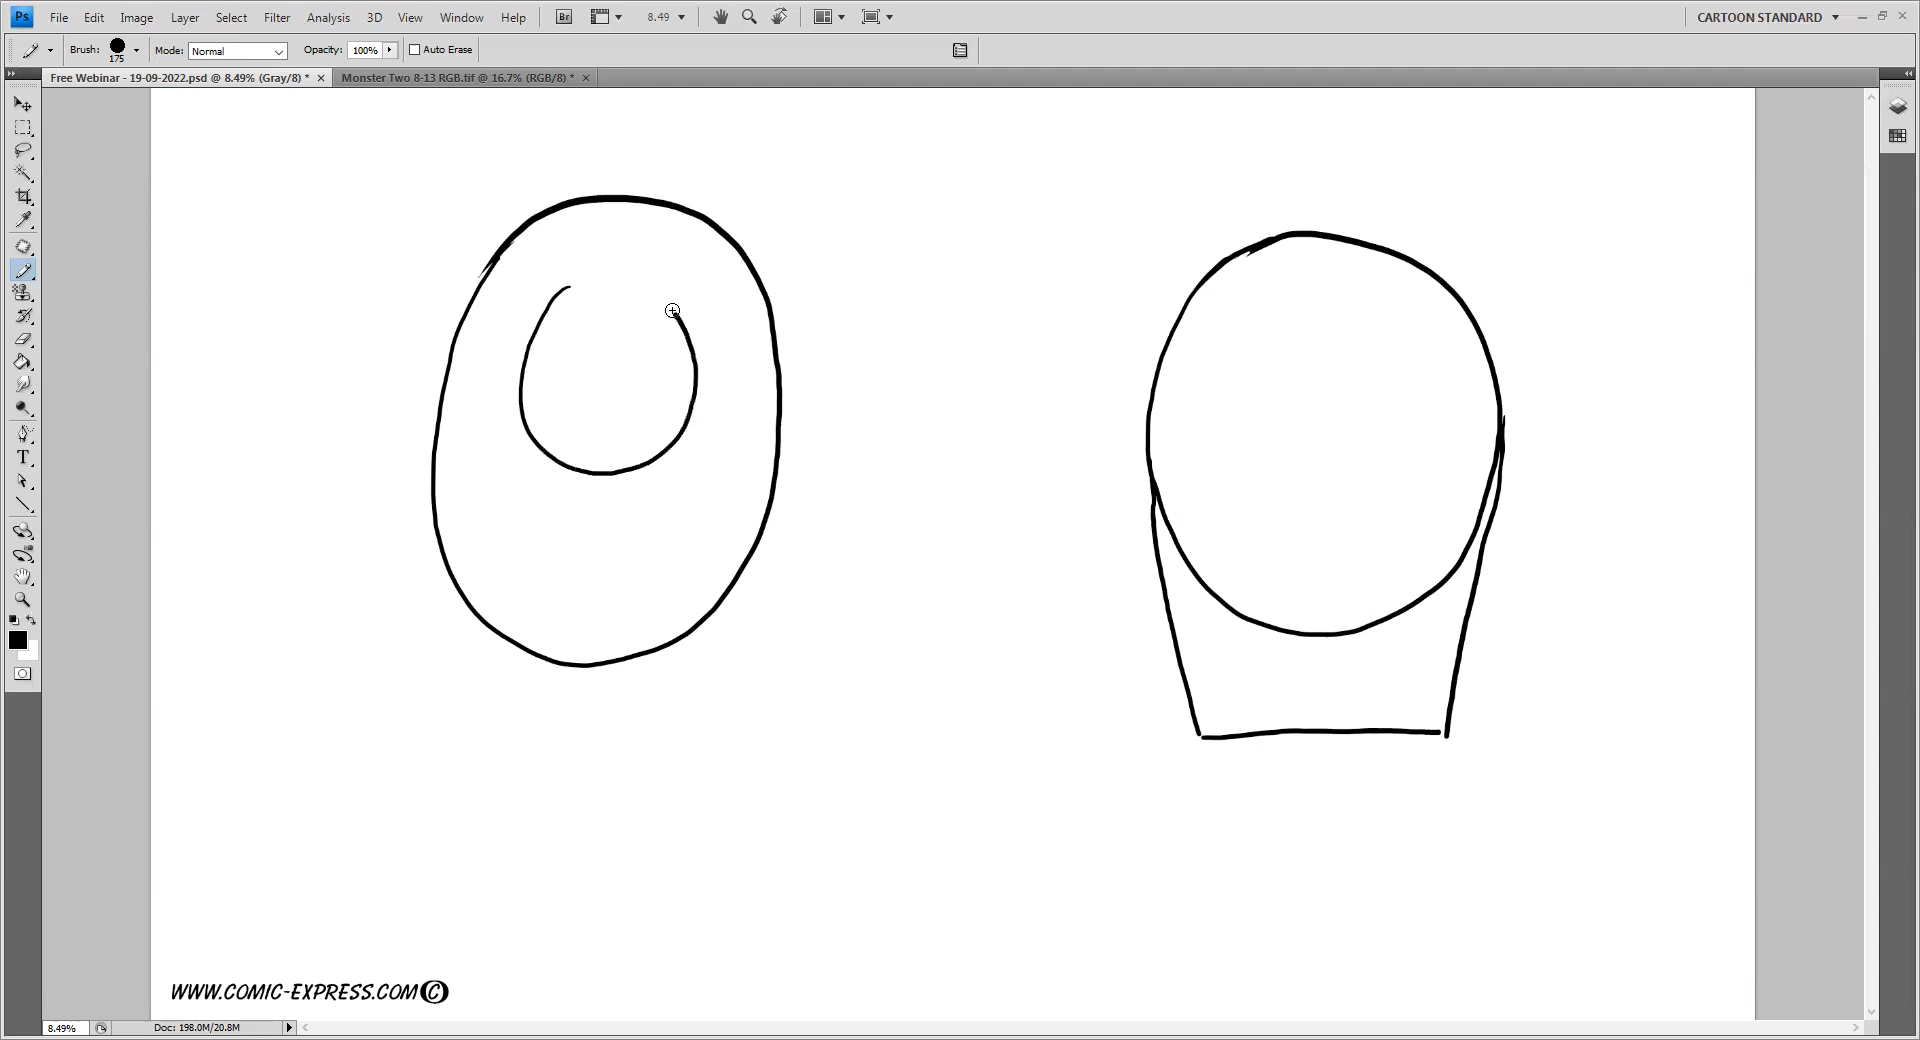 Ps File Edit Image Layer Select Filter Analysis 3D View Window Help Br 8.49 CARTOON STANDARD
Brush: 175 Mode: Normal Opacity: 100% Auto Erase
Free Webinar - 19-09-2022.psd @ 8.49% (Gray/8) * Monster Two 8-13 RGB.tif @ 16.7% (RGB/8) *
T
WWW.COMIC-EXPRESS.COM©
8.49% Doc: 198.0M/20.8M